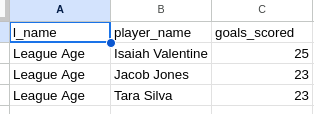 A B C
l_name player_name goals_scored
League Age Isaiah Valentine 25
League Age Jacob Jones 23
League Age Tara Silva 23